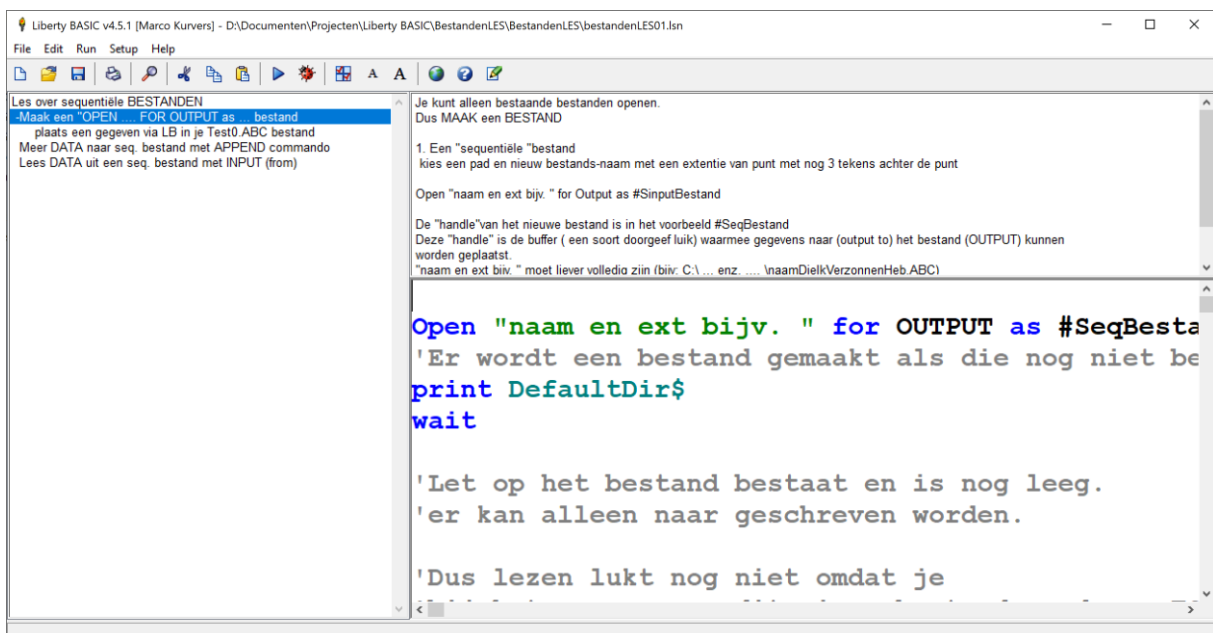 Liberty BASIC v4.5.1 [Marco Kurvers] - D:\Documenten\Projecten\Liberty BASIC\BestandenLES\BestandenLES\bestandenLES01.lsn
File Edit Run Setup Help
A A
Les over sequentiële BESTANDEN
-Maak een "OPEN .... FOR OUTPUT as ... bestand
plaats een gegeven via LB in je Test0.ABC bestand
Meer DATA naar seq. bestand met APPEND commando
Lees DATA uit een seq. bestand met INPUT (from)
Je kunt alleen bestaande bestanden openen.
Dus MAAK een BESTAND
1. Een "sequentiële "bestand
kies een pad en nieuw bestands-naam met een extentie van punt met nog 3 tekens achter de punt
Open "naam en ext bijv. " for Output as #SinputBestand
De "handle"van het nieuwe bestand is in het voorbeeld #SeqBestand
Deze "handle" is de buffer ( een soort doorgeef luik) waarmee gegevens naar (output to) het bestand (OUTPUT) kunnen
worden geplaatst.
"naam en ext bijv. " moet liever volledig zijn (bijv: C:\ ... enz. .... \naamDieIkVerzonnenHeb.ABC)
Open "naam en ext bijv. " for OUTPUT as #SeqBesta
'Er wordt een bestand gemaakt als die nog niet be
print DefaultDir$
wait
'Let op het bestand bestaat en is nog leeg.
'er kan alleen naar geschreven worden.
'Dus lezen lukt nog niet omdat je